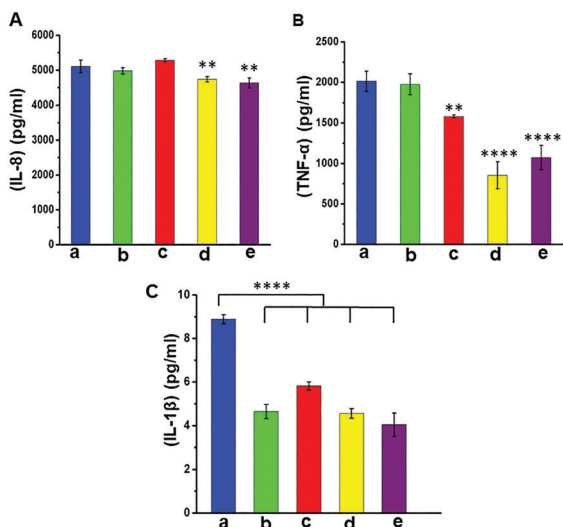 A
(IL-8) (pg/ml)
6000
5000
4000
3000
2000
1000
0
** **
a b c d e
B
(TNF-α) (pg/ml)
2500
2000
1500
1000
500
0
** **** ****
a b c d e
C
(IL-1β) (pg/ml)
10
8
6
4
2
0
****
a b c d e